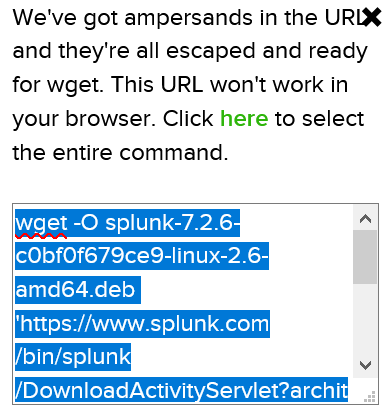 We've got ampersands in the URL
and they're all escaped and ready
for wget. This URL won't work in
your browser. Click here to select
the entire command.
wget -O splunk-7.2.6-
c0bf0f679ce9-linux-2.6-
amd64.deb
'https://www.splunk.com
/bin/splunk
/DownloadActivityServlet?archit